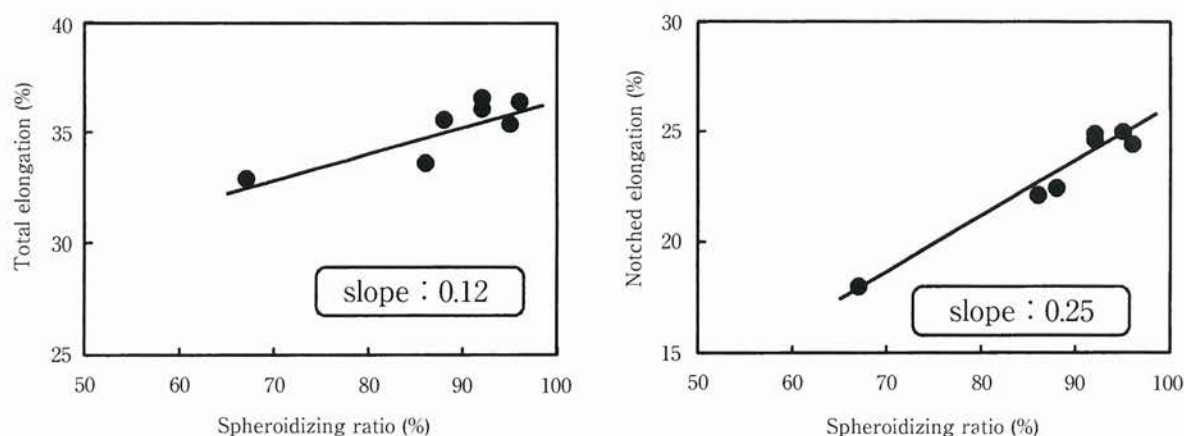 Total elongation (%)
40
35
30
25
50 60 70 80 90 100
Spheroidizing ratio (%)
slope：0.12
Notched elongation (%)
30
25
20
15
50 60 70 80 90 100
Spheroidizing ratio (%)
slope：0.25